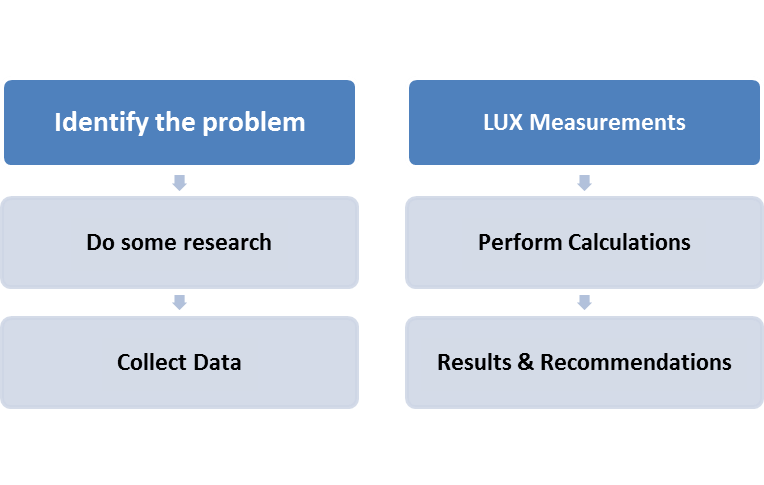 Identify the problem
Do some research
Collect Data
LUX Measurements
Perform Calculations
Results & Recommendations